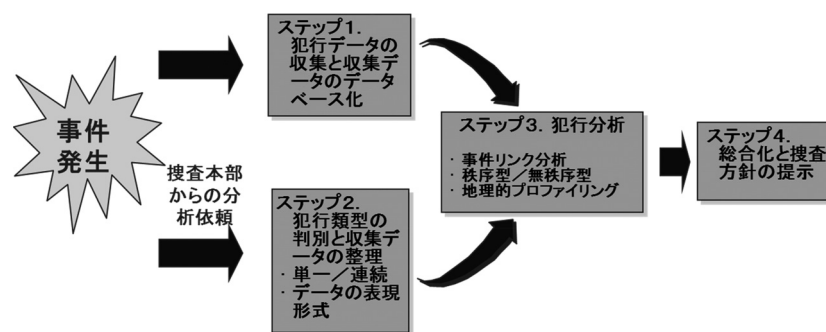 事件
発生
ステップ1.
犯行データの
収集と収集デ
ータのデータ
ベース化
捜査本部
からの分
析依頼
ステップ2.
犯行類型の
判別と収集デ
ータの整理
・単一／連続
・データの表現
形式
ステップ3. 犯行分析
・事件リンク分析
・秩序型／無秩序型
・地理的プロファイリング
ステップ4.
総合化と捜査
方針の提示